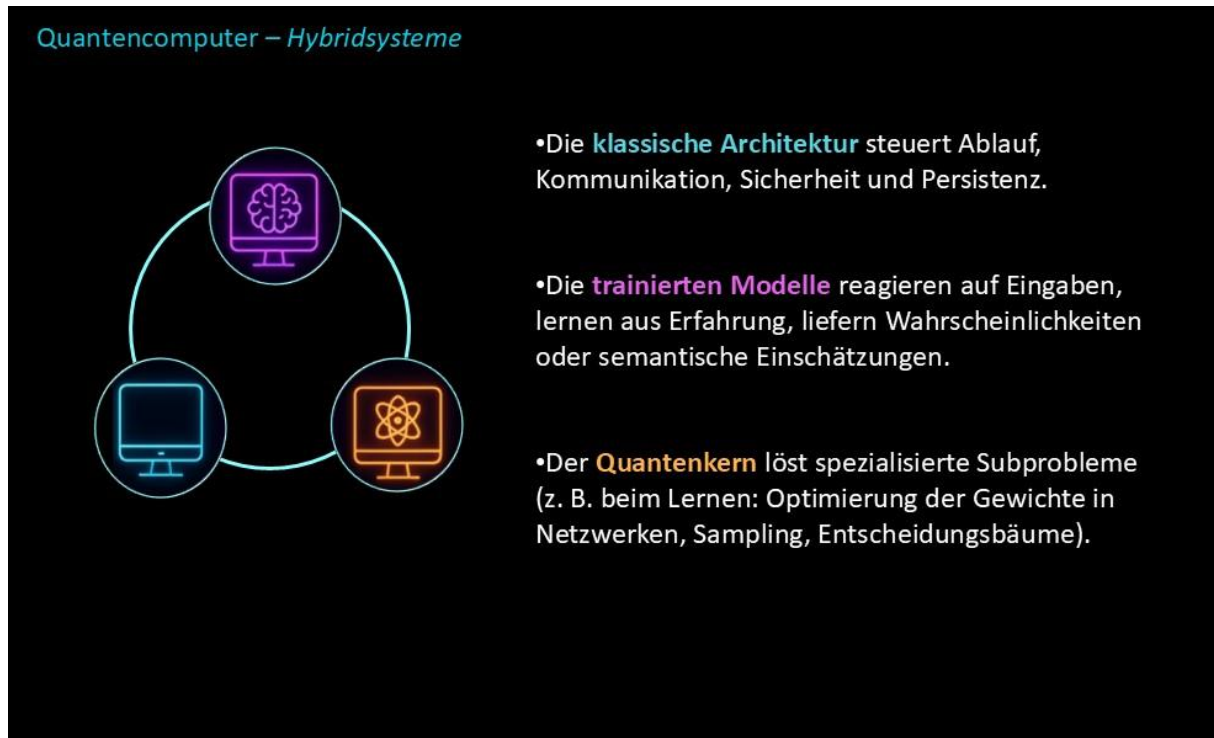 Quantencomputer – Hybridsysteme
•Die klassische Architektur steuert Ablauf,
Kommunikation, Sicherheit und Persistenz.
•Die trainierten Modelle reagieren auf Eingaben,
lernen aus Erfahrung, liefern Wahrscheinlichkeiten
oder semantische Einschätzungen.
•Der Quantenkern löst spezialisierte Subprobleme
(z. B. beim Lernen: Optimierung der Gewichte in
Netzwerken, Sampling, Entscheidungsbäume).